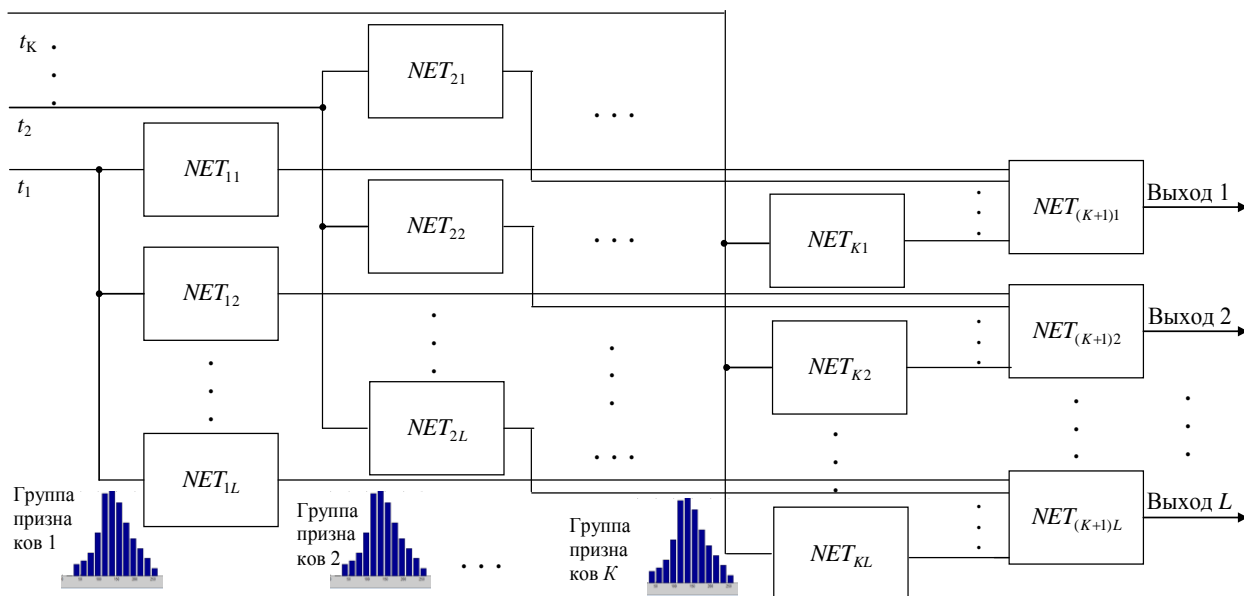 t_K
NET_21
t_2
. . .
t_1
NET_11
NET_22
. . .
NET_K1
NET_(K+1)1
Выход 1
NET_12
NET_K2
NET_(K+1)2
Выход 2
NET_2L
. . .
NET_1L
NET_KL
NET_(K+1)L
Выход L
Группа
призна
ков 1
Группа
призна
ков 2
. . .
Группа
призна
ков K